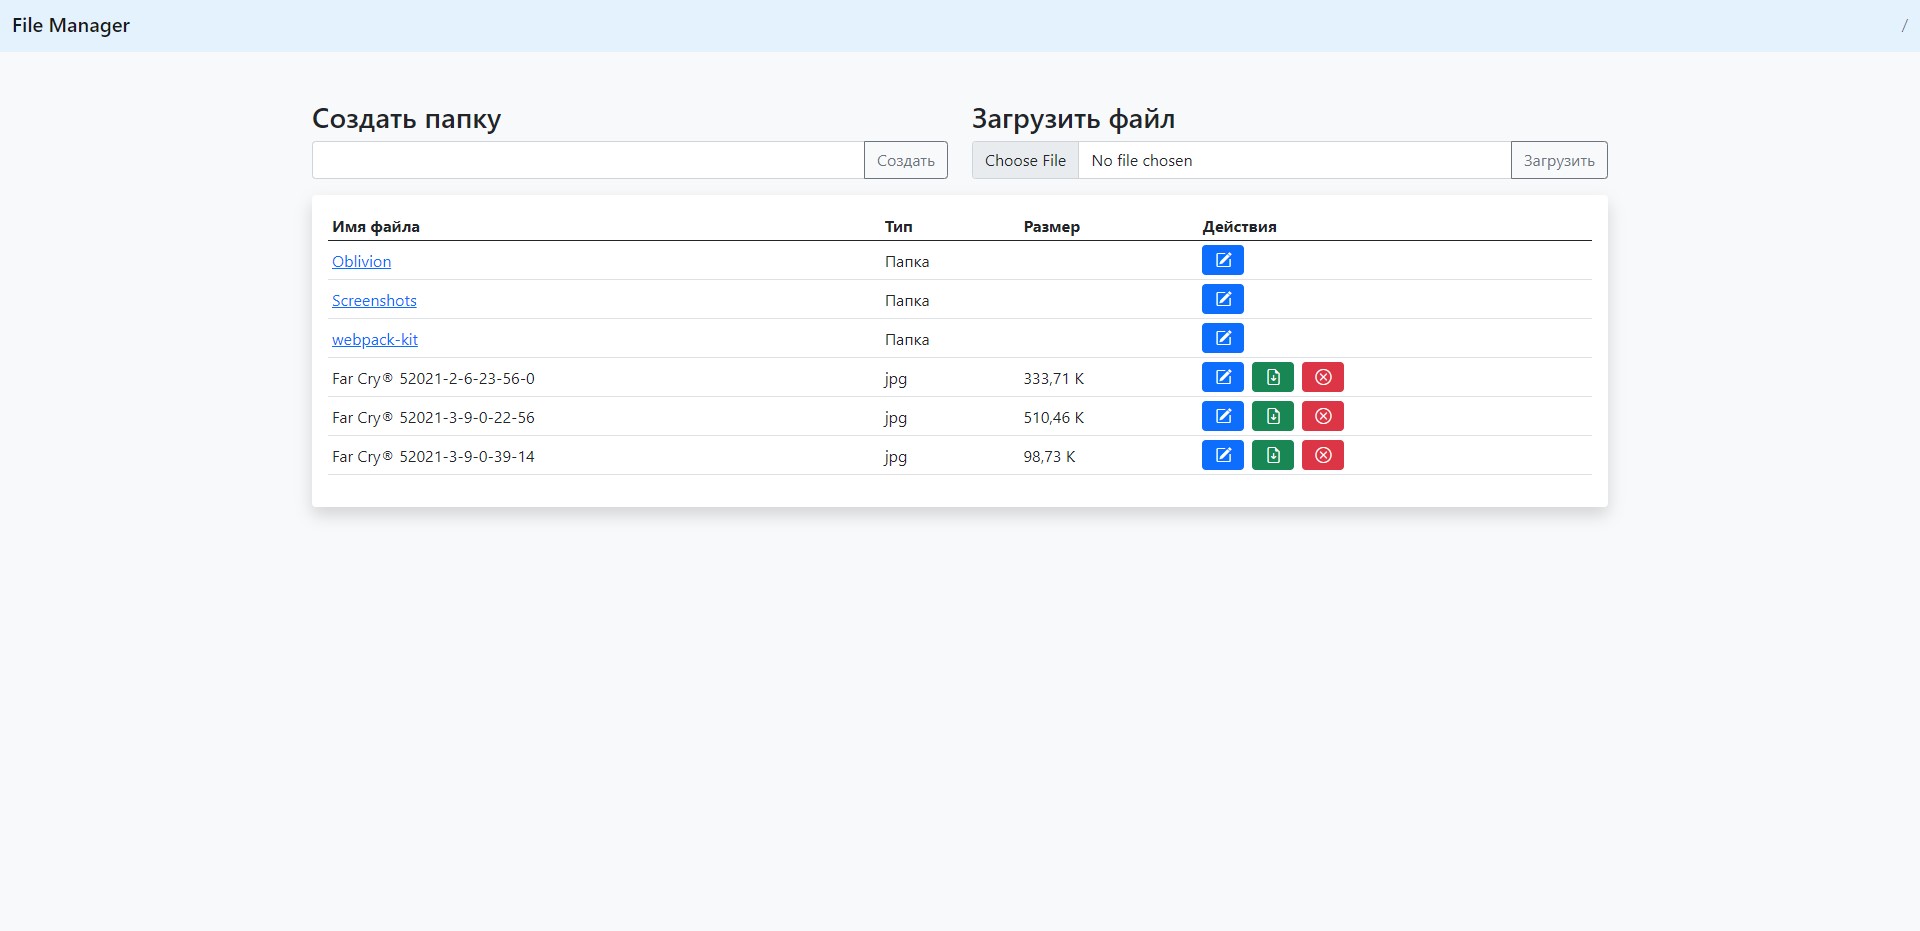 File Manager /
Создать папку
Создать
Загрузить файл
Choose File No file chosen Загрузить
Имя файла Тип Размер Действия
Oblivion Папка
Screenshots Папка
webpack-kit Папка
Far Cry® 52021-2-6-23-56-0 jpg 333,71 K
Far Cry® 52021-3-9-0-22-56 jpg 510,46 K
Far Cry® 52021-3-9-0-39-14 jpg 98,73 K